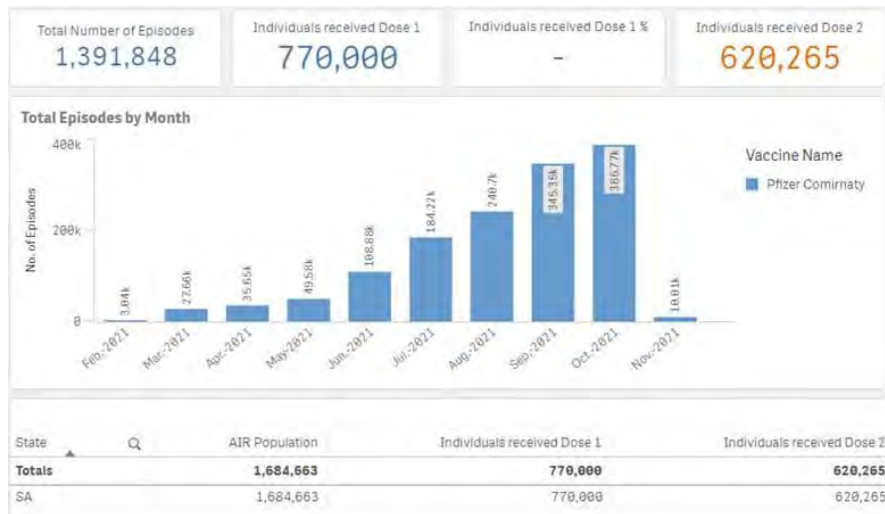 Total Number of Episodes
1,391,848
Individuals received Dose 1
770,000
Individuals received Dose 1 %
-
Individuals received Dose 2
620,265
Total Episodes by Month
No. of Episodes
400k
200k
0
3.04k
27.66k
35.65k
49.58k
108.88k
184.22k
240.7k
345.35k
386.77k
10.01k
Feb-2021
Mar-2021
Apr-2021
May-2021
Jun-2021
Jul-2021
Aug-2021
Sep-2021
Oct-2021
Nov-2021
Vaccine Name
Pfizer Comirnaty
State AIR Population Individuals received Dose 1 Individuals received Dose 2
Totals 1,684,663 770,000 620,265
SA 1,684,663 770,000 620,265